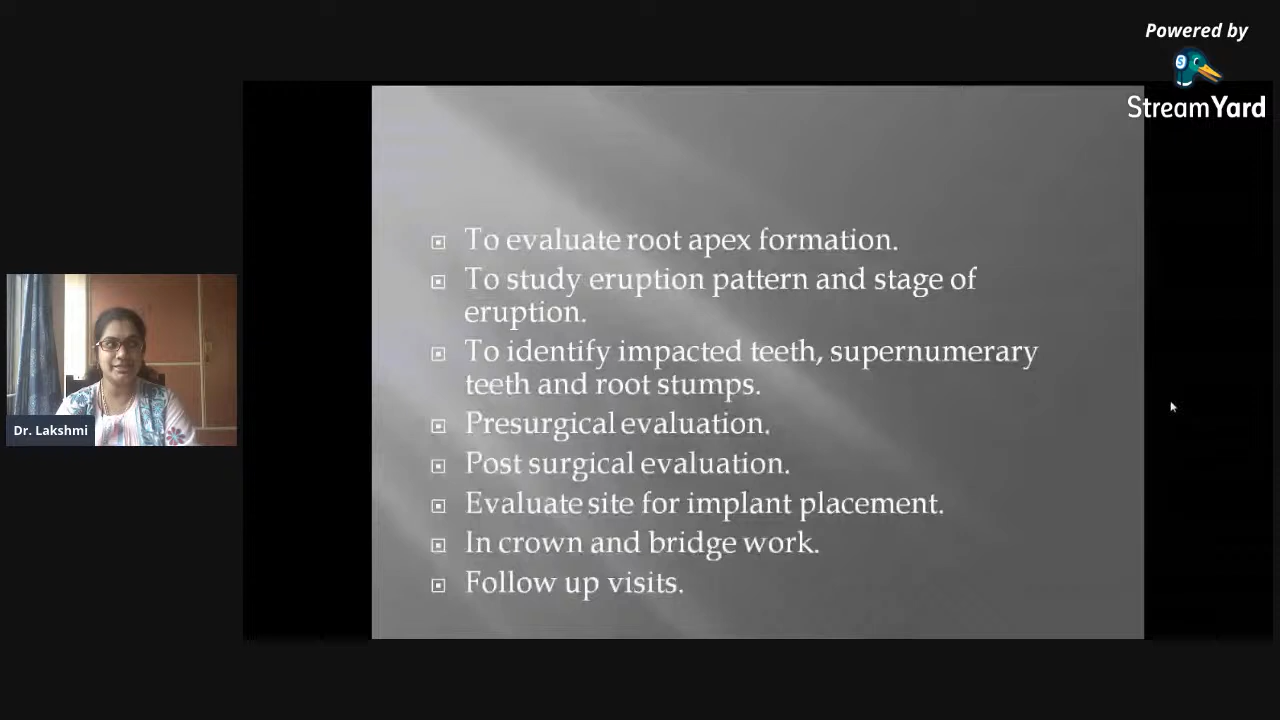 Powered by
StreamYard
To evaluate root apex formation.
To study eruption pattern and stage of
eruption.
To identify impacted teeth, supernumerary
teeth and root stumps.
Presurgical evaluation.
Post surgical evaluation.
Evaluate site for implant placement.
In crown and bridge work.
Follow up visits.
Dr. Lakshmi